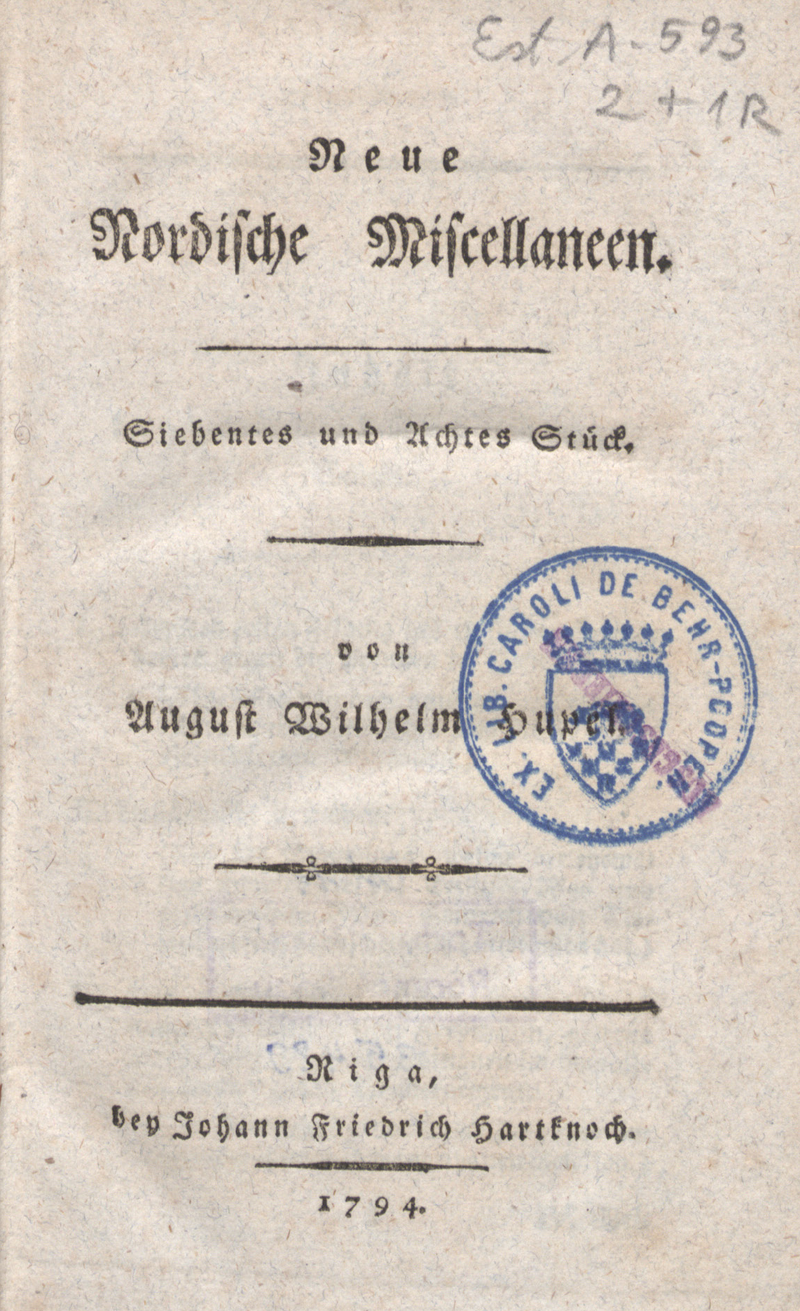 Est A-593
2+1R
Neue
Nordische Miscellaneen.
Siebentes und Achtes Stück.
von
August Wilhelm Hupel.
EX. LIB. CAROLI DE BEHR-PCOPEN.
Riga,
bey Johann Friedrich Hartknoch.
1794.